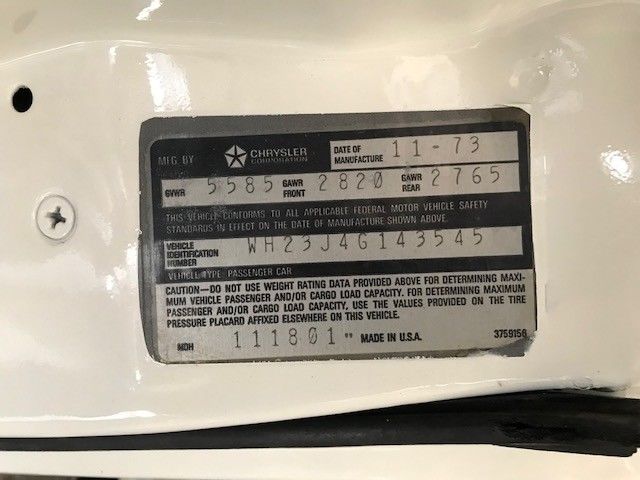 MFG. BY CHRYSLER CORPORATION DATE OF MANUFACTURE 11-73
GVWR 5585 GAWR FRONT 2820 GAWR REAR 2765
THIS VEHICLE CONFORMS TO ALL APPLICABLE FEDERAL MOTOR VEHICLE SAFETY
STANDARDS IN EFFECT ON THE DATE OF MANUFACTURE SHOWN ABOVE.
VEHICLE IDENTIFICATION NUMBER WH23J4G143545
VEHICLE TYPE: PASSENGER CAR
CAUTION—DO NOT USE WEIGHT RATING DATA PROVIDED ABOVE FOR DETERMINING MAXI-
MUM VEHICLE PASSENGER AND/OR CARGO LOAD CAPACITY. FOR DETERMINING MAXIMUM
PASSENGER AND/OR CARGO LOAD CAPACITY, USE THE VALUES PROVIDED ON THE TIRE
PRESSURE PLACARD AFFIXED ELSEWHERE ON THIS VEHICLE.
MDH 111801" MADE IN U.S.A. 3759156